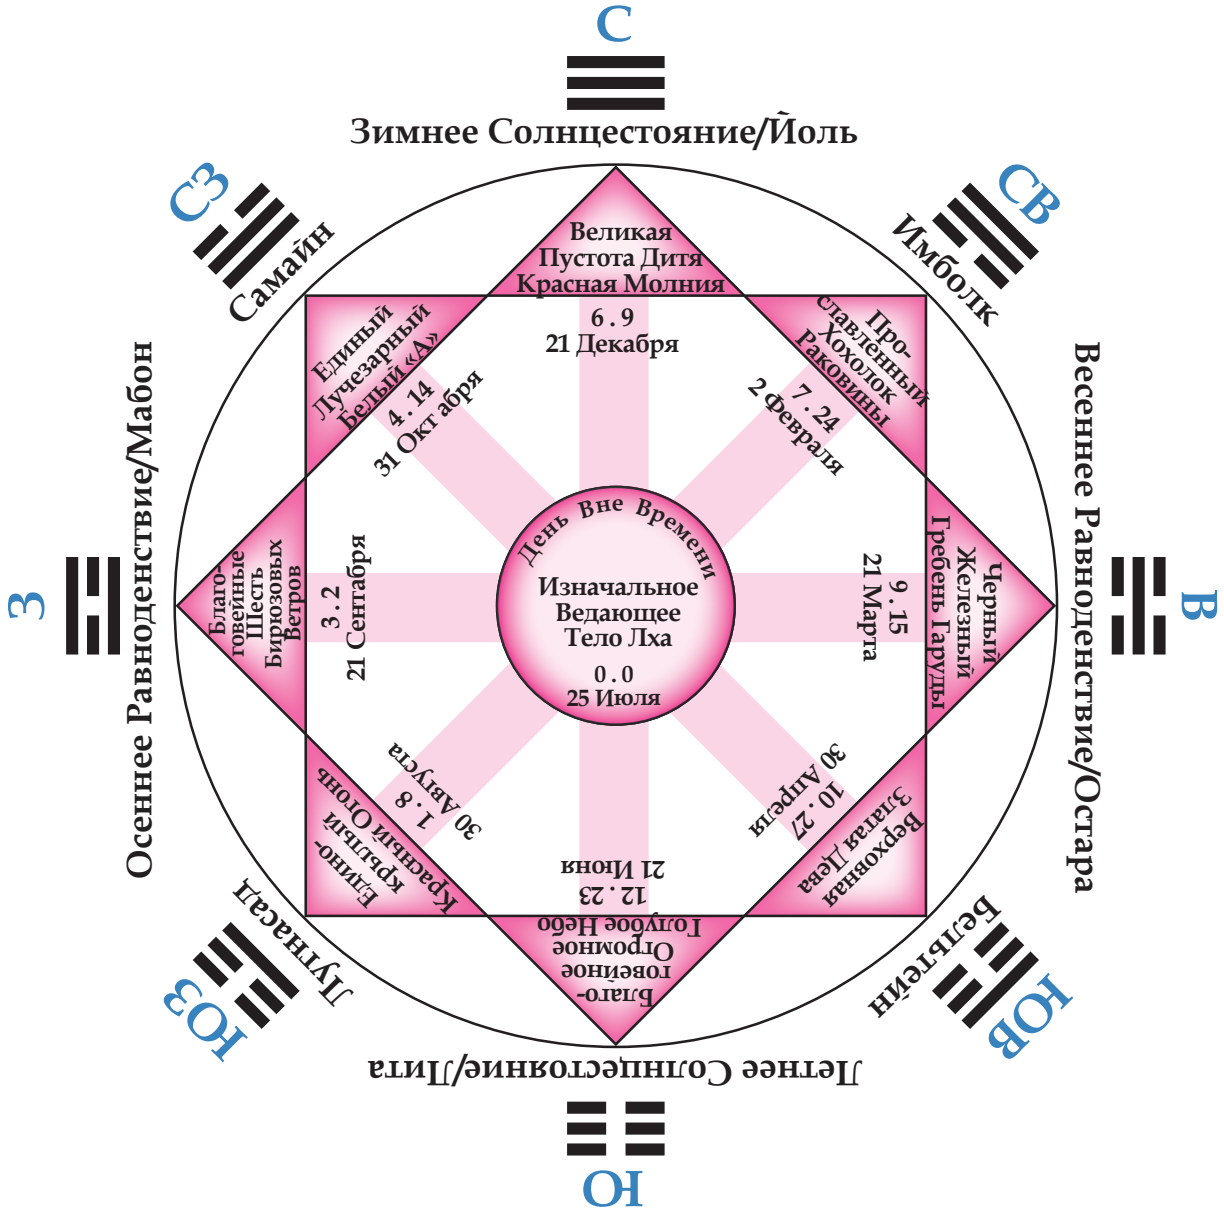 С
Зимнее Солнцестояние/Йоль
Великая
Пустота Дитя
Красная Молния
6 . 9
21 Декабря
СВ
Имболк
Про-
славленный
Хохолок
Раковины
7 . 24
2 Февраля
В
Весеннее Равноденствие/Остара
Черный
Железный
Гребень Гаруды
9 . 15
21 Марта
ЮВ
Бельтейн
Верховная
Златая Дева
10 . 27
30 Апреля
Ю
Летнее Солнцестояние/Лита
Благо-
говейное
Огромное
Голубое Небо
12 . 23
21 Июня
ЮЗ
Лугнасад
Едино-
крылый
Красный Огонь
1 . 8
30 Августа
З
Осеннее Равноденствие/Мабон
Благо-
говейные
Шесть
Бирюзовых
Ветров
3 . 2
21 Сентября
СЗ
Самайн
Единый
Лучезарный
Белый «А»
4 . 14
31 Окт абря
День Вне Времени
Изначальное
Ведающее
Тело Лха
0 . 0
25 Июля